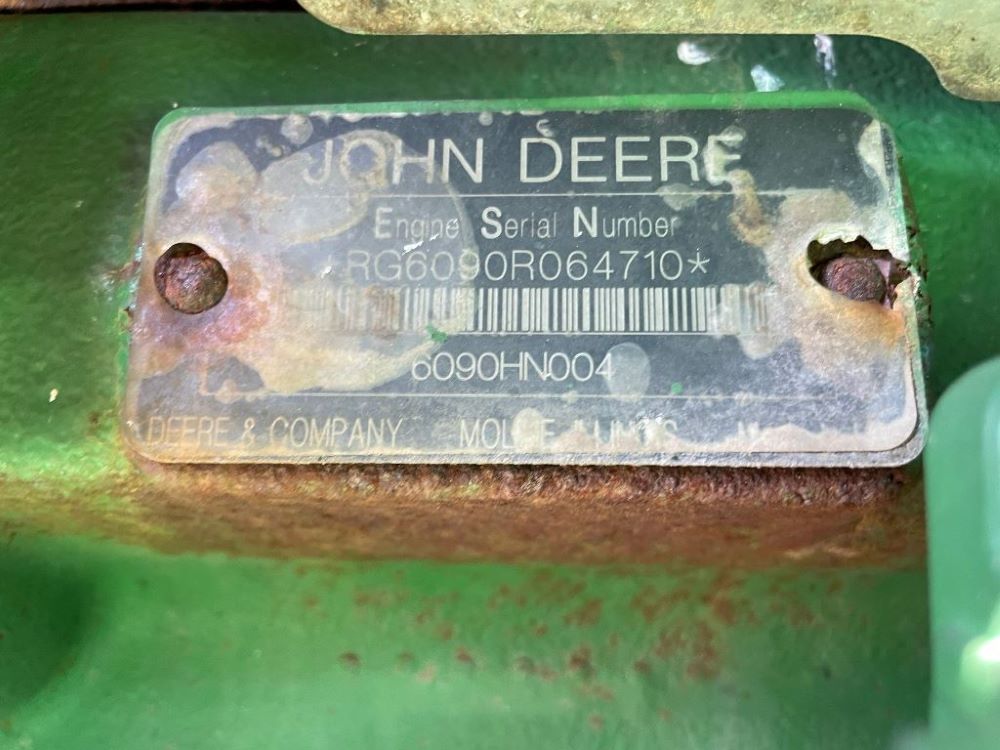 JOHN DEERE
Engine Serial Number
*RG6090R064710*
6090HN004
DEERE & COMPANY